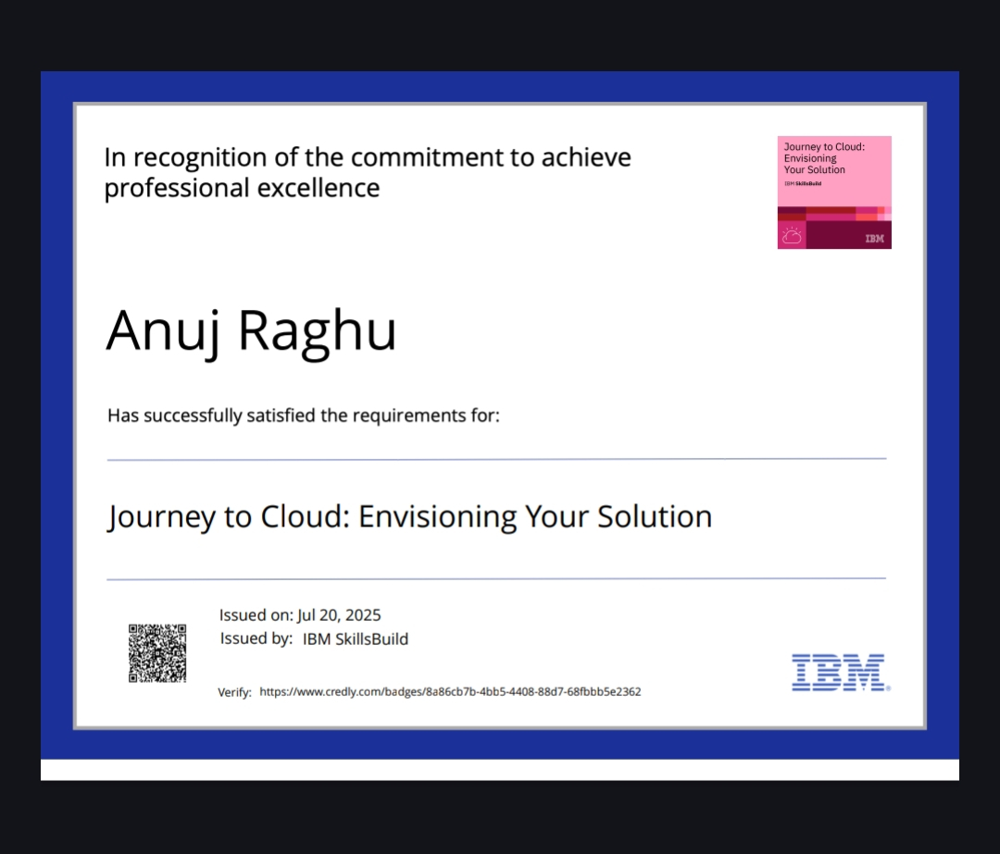 In recognition of the commitment to achieve
professional excellence
Journey to Cloud:
Envisioning
Your Solution
IBM SkillsBuild
IBM
Anuj Raghu
Has successfully satisfied the requirements for:
Journey to Cloud: Envisioning Your Solution
Issued on: Jul 20, 2025
Issued by: IBM SkillsBuild
Verify: https://www.credly.com/badges/8a86cb7b-4bb5-4408-88d7-68fbbb5e2362
IBM®